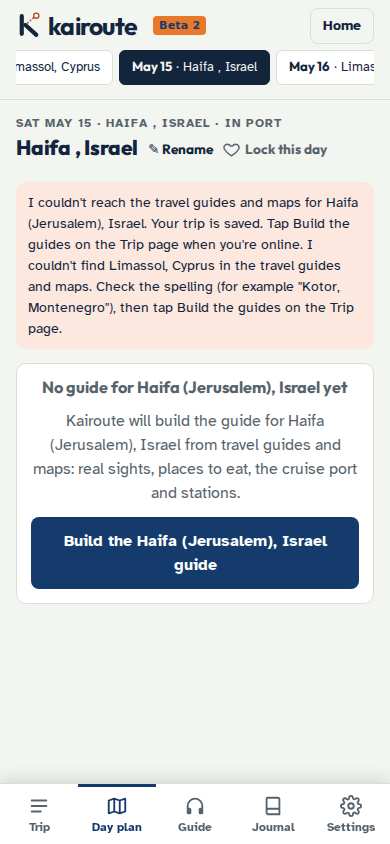 kairoute
Beta 2
Home
massol, Cyprus
May 15 · Haifa , Israel
May 16 · Limas
SAT MAY 15 · HAIFA , ISRAEL · IN PORT
Haifa , Israel
✎ Rename
Lock this day
I couldn't reach the travel guides and maps for Haifa
(Jerusalem), Israel. Your trip is saved. Tap Build the
guides on the Trip page when you're online. I
couldn't find Limassol, Cyprus in the travel guides
and maps. Check the spelling (for example "Kotor,
Montenegro"), then tap Build the guides on the Trip
page.
No guide for Haifa (Jerusalem), Israel yet
Kairoute will build the guide for Haifa
(Jerusalem), Israel from travel guides and
maps: real sights, places to eat, the cruise port
and stations.
Build the Haifa (Jerusalem), Israel
guide
Trip
Day plan
Guide
Journal
Settings